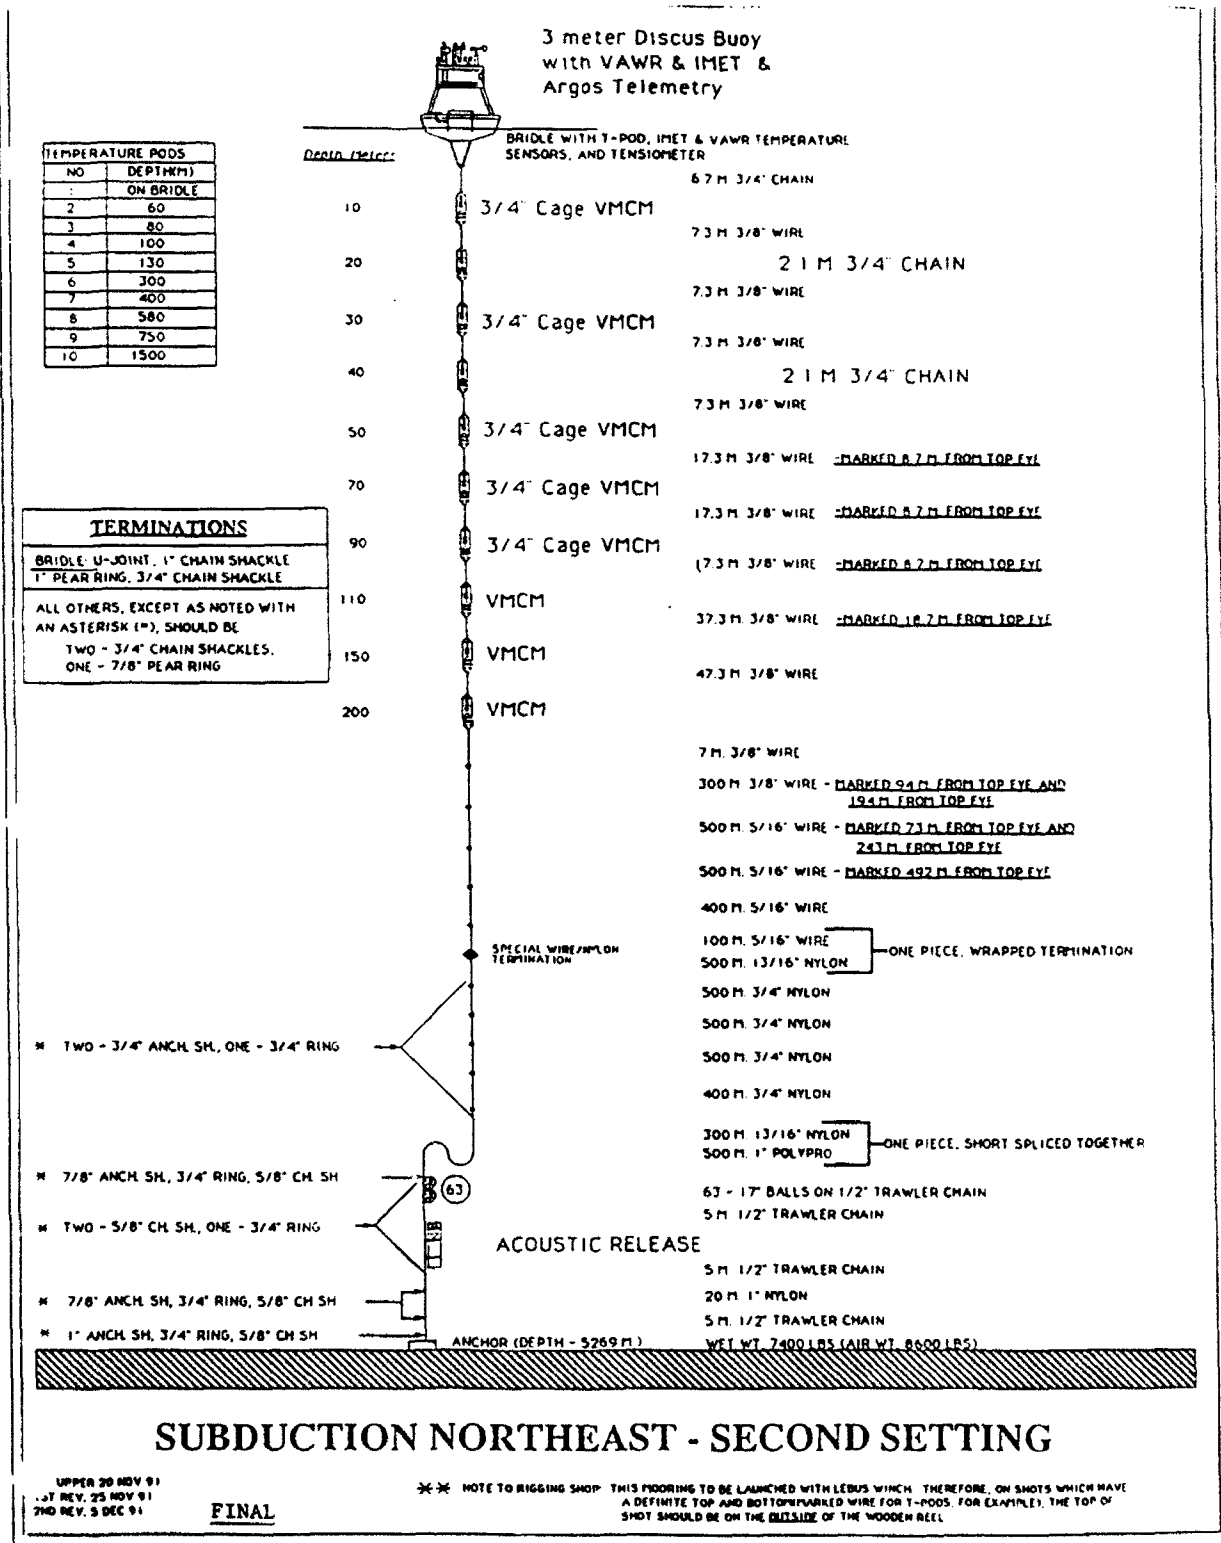 3 meter Discus Buoy
with VAWR & IMET &
Argos Telemetry
BRIDLE WITH T-POD, IMET & VAWR TEMPERATURE
SENSORS, AND TENSIOMETER
TEMPERATURE PODS
NO DEPTH(M)
ON BRIDLE
2 60
3 80
4 100
5 130
6 300
7 400
8 580
9 750
10 1500
Depth Meters
6.7 M 3/4" CHAIN
10 3/4" Cage VMCM
7.3 M 3/8" WIRE
20 2.1 M 3/4" CHAIN
7.3 M 3/8" WIRE
30 3/4" Cage VMCM
7.3 M 3/8" WIRE
40 2.1 M 3/4" CHAIN
7.3 M 3/8" WIRE
50 3/4" Cage VMCM
17.3 M 3/8" WIRE -MARKED 8.7 M FROM TOP EYE
70 3/4" Cage VMCM
17.3 M 3/8" WIRE -MARKED 8.7 M FROM TOP EYE
90 3/4" Cage VMCM
17.3 M 3/8" WIRE -MARKED 8.7 M FROM TOP EYE
110 VMCM
37.3 M 3/8" WIRE -MARKED 18.7 M FROM TOP EYE
150 VMCM
47.3 M 3/8" WIRE
200 VMCM
TERMINATIONS
BRIDLE: U-JOINT, 1" CHAIN SHACKLE
1" PEAR RING, 3/4" CHAIN SHACKLE
ALL OTHERS, EXCEPT AS NOTED WITH
AN ASTERISK (*), SHOULD BE
TWO - 3/4" CHAIN SHACKLES,
ONE - 7/8" PEAR RING
7 M. 3/8" WIRE
300 M 3/8" WIRE - MARKED 94 M FROM TOP EYE AND
194 M FROM TOP EYE
500 M. 5/16" WIRE - MARKED 73 M FROM TOP EYE AND
243 M FROM TOP EYE
500 M. 5/16" WIRE - MARKED 492 M FROM TOP EYE
400 M. 5/16" WIRE
100 M. 5/16" WIRE
500 M. 13/16" NYLON
ONE PIECE, WRAPPED TERMINATION
SPECIAL WIRE/NYLON
TERMINATION
500 M. 3/4" NYLON
500 M. 3/4" NYLON
500 M. 3/4" NYLON
400 M. 3/4" NYLON
* TWO - 3/4" ANCH. SH., ONE - 3/4" RING
300 M. 13/16" NYLON
500 M. 1" POLYPRO
ONE PIECE, SHORT SPLICED TOGETHER
* 7/8" ANCH. SH., 3/4" RING, 5/8" CH. SH
63
63 - 17" BALLS ON 1/2" TRAWLER CHAIN
5 M 1/2" TRAWLER CHAIN
* TWO - 5/8" CH. SH., ONE - 3/4" RING
ACOUSTIC RELEASE
5 M 1/2" TRAWLER CHAIN
* 7/8" ANCH. SH, 3/4" RING, 5/8" CH SH
20 M. 1" NYLON
5 M. 1/2" TRAWLER CHAIN
* 1" ANCH. SH, 3/4" RING, 5/8" CH SH
ANCHOR (DEPTH - 5269 M) WET WT. 7400 LBS (AIR WT. 8600 LBS)
SUBDUCTION NORTHEAST - SECOND SETTING
UPPER 20 NOV 91
1ST REV. 25 NOV 91
2ND REV. 5 DEC 91
FINAL
** NOTE TO RIGGING SHOP THIS MOORING TO BE LAUNCHED WITH LEBUS WINCH. THEREFORE, ON SHOTS WHICH HAVE
A DEFINITE TOP AND BOTTOM(MARKED WIRE FOR T-PODS, FOR EXAMPLE), THE TOP OF
SHOT SHOULD BE ON THE OUTSIDE OF THE WOODEN REEL